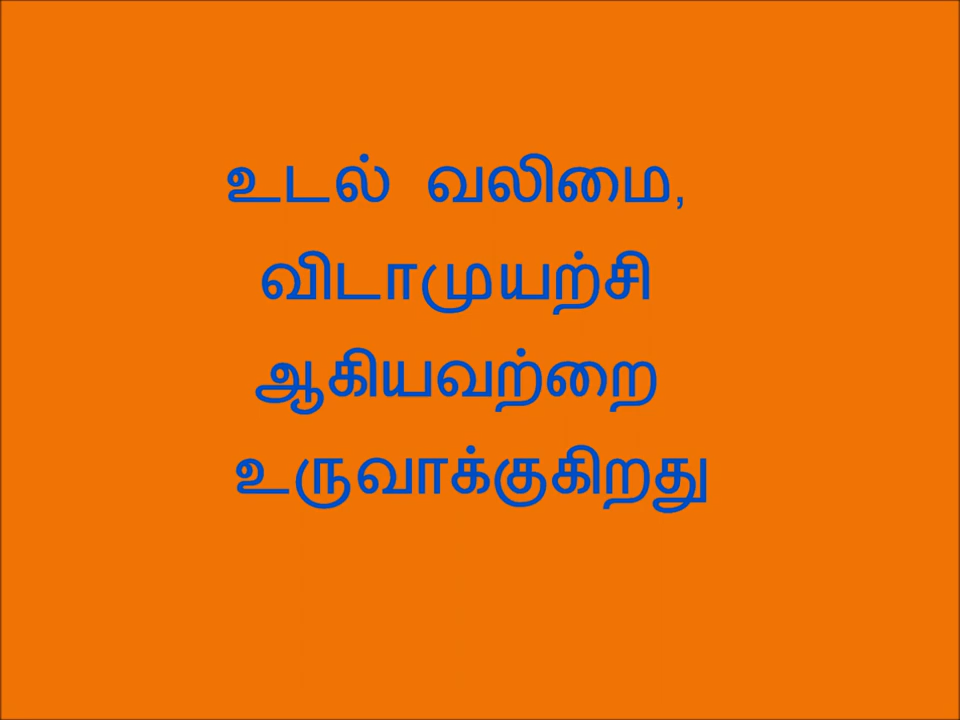 உடல் வலிமை,
விடாமுயற்சி
ஆகியவற்றை
உருவாக்குகிறது